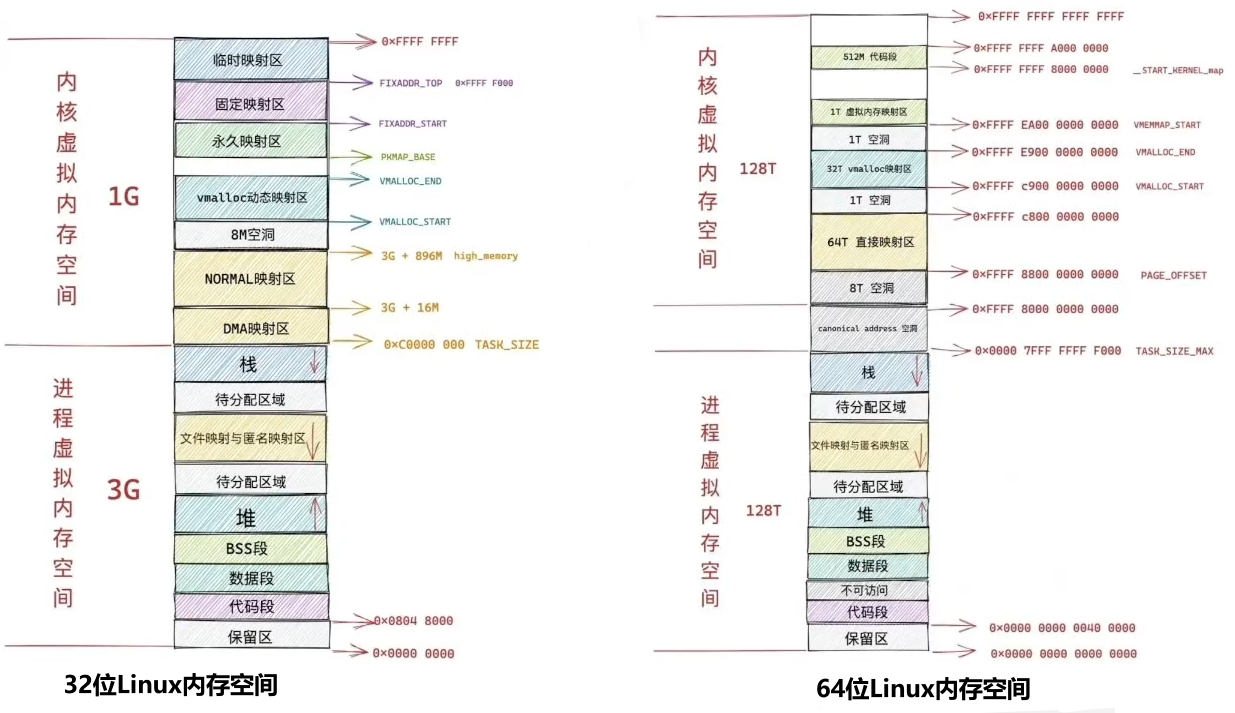 0×FFFF FFFF
临时映射区
FIXADDR_TOP 0×FFFF F000
固定映射区
FIXADDR_START
永久映射区
PKMAP_BASE
VMALLOC_END
vmalloc动态映射区
VMALLOC_START
8M空洞
3G + 896M high_memory
NORMAL映射区
3G + 16M
DMA映射区
0×C0000 000 TASK_SIZE
内核虚拟内存空间
1G
栈
待分配区域
文件映射与匿名映射区
待分配区域
堆
BSS段
数据段
代码段
0×0804 8000
保留区
0×0000 0000
进程虚拟内存空间
3G
32位Linux内存空间
0×FFFF FFFF FFFF FFFF
0×FFFF FFFF A000 0000
512M 代码段
0×FFFF FFFF 8000 0000 __START_KERNEL_map
1T 虚拟内存映射区
0×FFFF EA00 0000 0000 VMEMMAP_START
1T 空洞
0×FFFF E900 0000 0000 VMALLOC_END
32T vmalloc映射区
0×FFFF c900 0000 0000 VMALLOC_START
1T 空洞
0×FFFF c800 0000 0000
64T 直接映射区
0×FFFF 8800 0000 0000 PAGE_OFFSET
8T 空洞
0×FFFF 8000 0000 0000
canonical address 空洞
0×0000 7FFF FFFF F000 TASK_SIZE_MAX
内核虚拟内存空间
128T
栈
待分配区域
文件映射与匿名映射区
待分配区域
堆
BSS段
数据段
不可访问
代码段
0×0000 0000 0040 0000
保留区
0×0000 0000 0000 0000
进程虚拟内存空间
128T
64位Linux内存空间